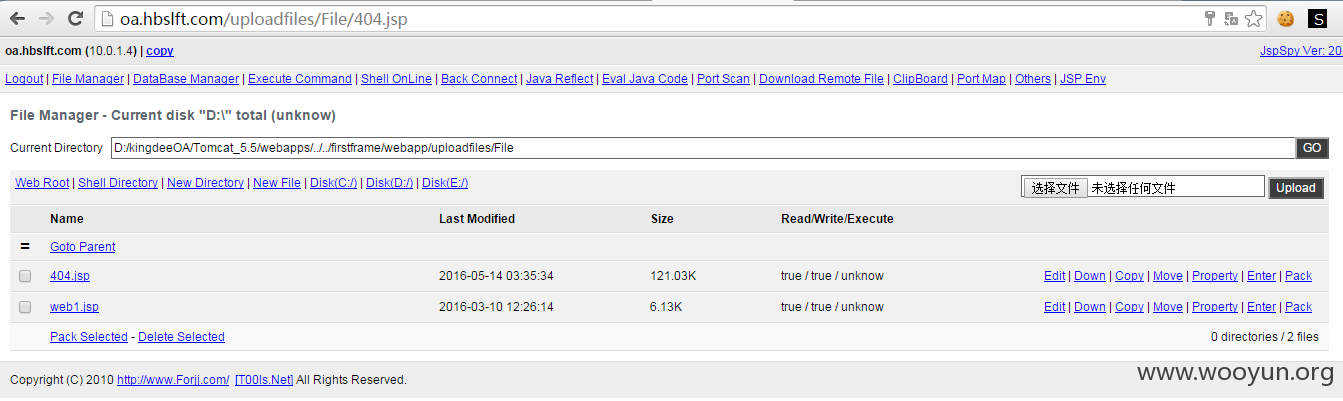 oa.hbslft.com/uploadfiles/File/404.jsp
oa.hbslft.com (10.0.1.4) | copy
JspSpy Ver: 20
Logout | File Manager | DataBase Manager | Execute Command | Shell OnLine | Back Connect | Java Reflect | Eval Java Code | Port Scan | Download Remote File | ClipBoard | Port Map | Others | JSP Env
File Manager - Current disk "D:\" total (unknow)
Current Directory D:/kingdeeOA/Tomcat_5.5/webapps/../../firstframe/webapp/uploadfiles/File GO
Web Root | Shell Directory | New Directory | New File | Disk(C:/) | Disk(D:/) | Disk(E:/) 选择文件 未选择任何文件 Upload
Name Last Modified Size Read/Write/Execute
= Goto Parent
404.jsp 2016-05-14 03:35:34 121.03K true / true / unknow Edit | Down | Copy | Move | Property | Enter | Pack
web1.jsp 2016-03-10 12:26:14 6.13K true / true / unknow Edit | Down | Copy | Move | Property | Enter | Pack
Pack Selected - Delete Selected 0 directories / 2 files
Copyright (C) 2010 http://www.Forjj.com/ [T00ls.Net] All Rights Reserved.
www.wooyun.org